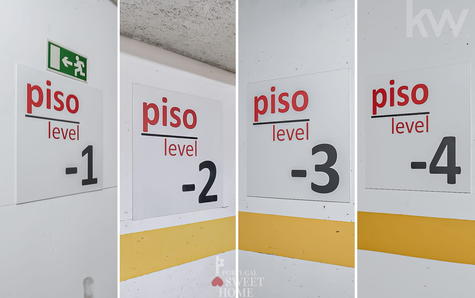 piso
level
-1
piso
level
-2
piso
level
-3
piso
level
-4
kw
PORTUGAL
SWEET
HOME